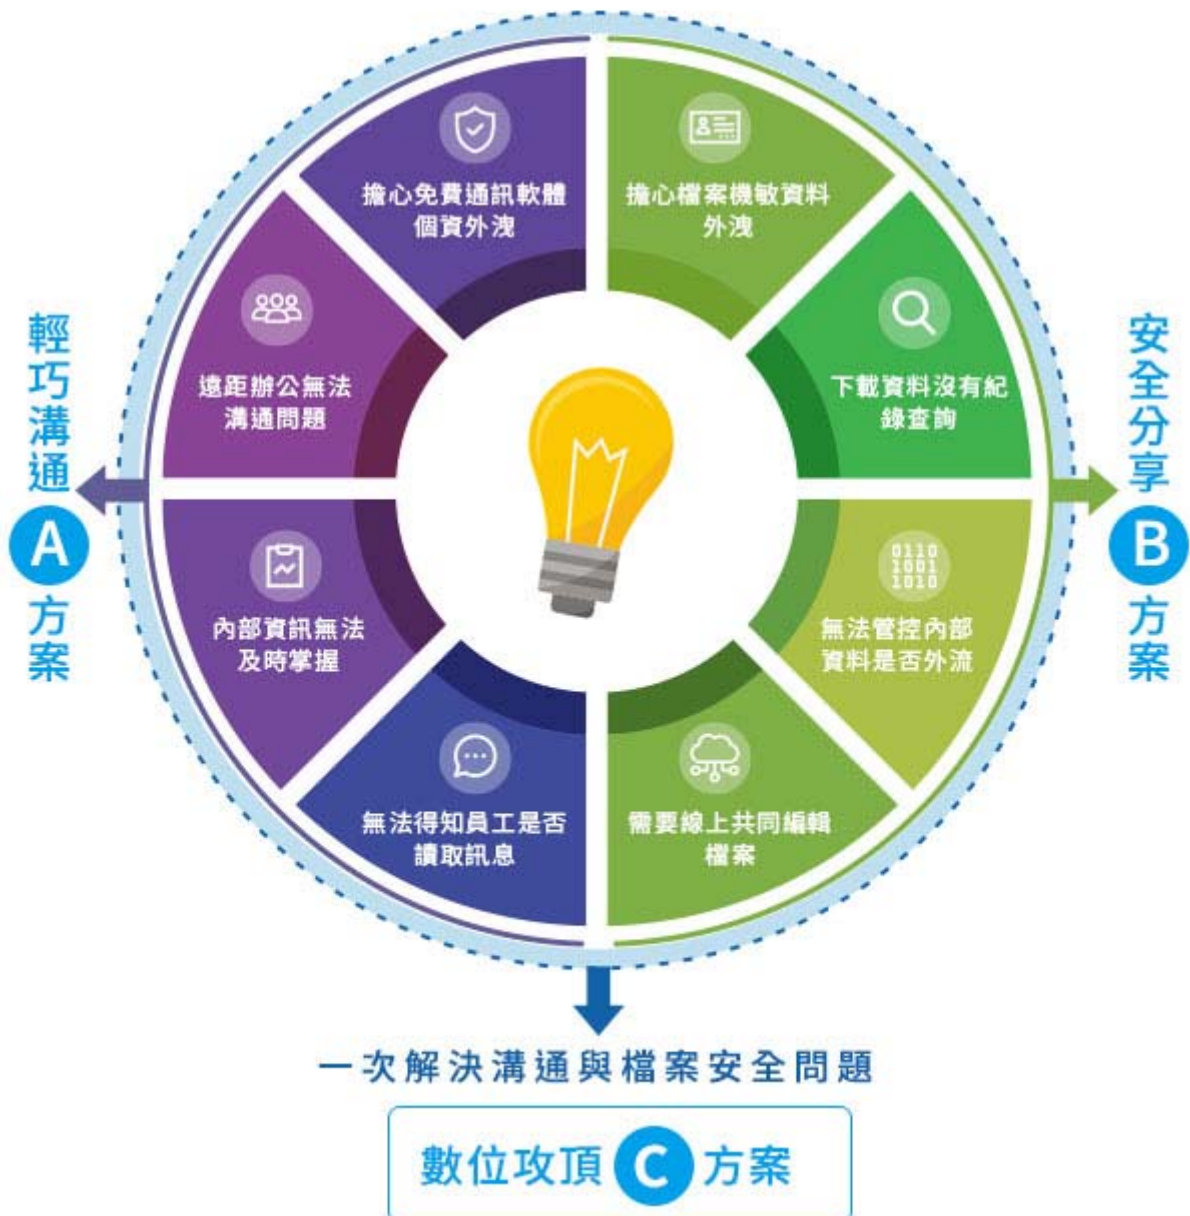 擔心免費通訊軟體
個資外洩
擔心檔案機敏資料
外洩
遠距辦公無法
溝通問題
下載資料沒有紀
錄查詢
輕巧溝通
A
方案
安全分享
B
方案
內部資訊無法
及時掌握
0110
1001
1010
無法管控內部
資料是否外流
無法得知員工是否
讀取訊息
需要線上共同編輯
檔案
一次解決溝通與檔案安全問題
數位攻頂 C 方案